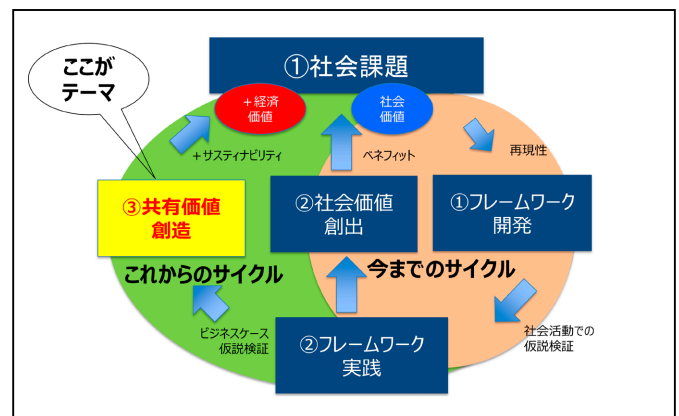 ①社会課題
ここが
テーマ
＋経済
価値
社会
価値
＋サスティナビリティ
ベネフィット
再現性
③共有価値
創造
②社会価値
創出
①フレームワーク
開発
これからのサイクル
今までのサイクル
ビジネスケース
仮説検証
②フレームワーク
実践
社会活動での
仮説検証